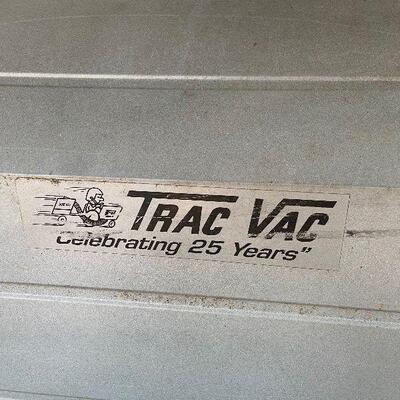 TRAC VAC
Celebrating 25 Years"